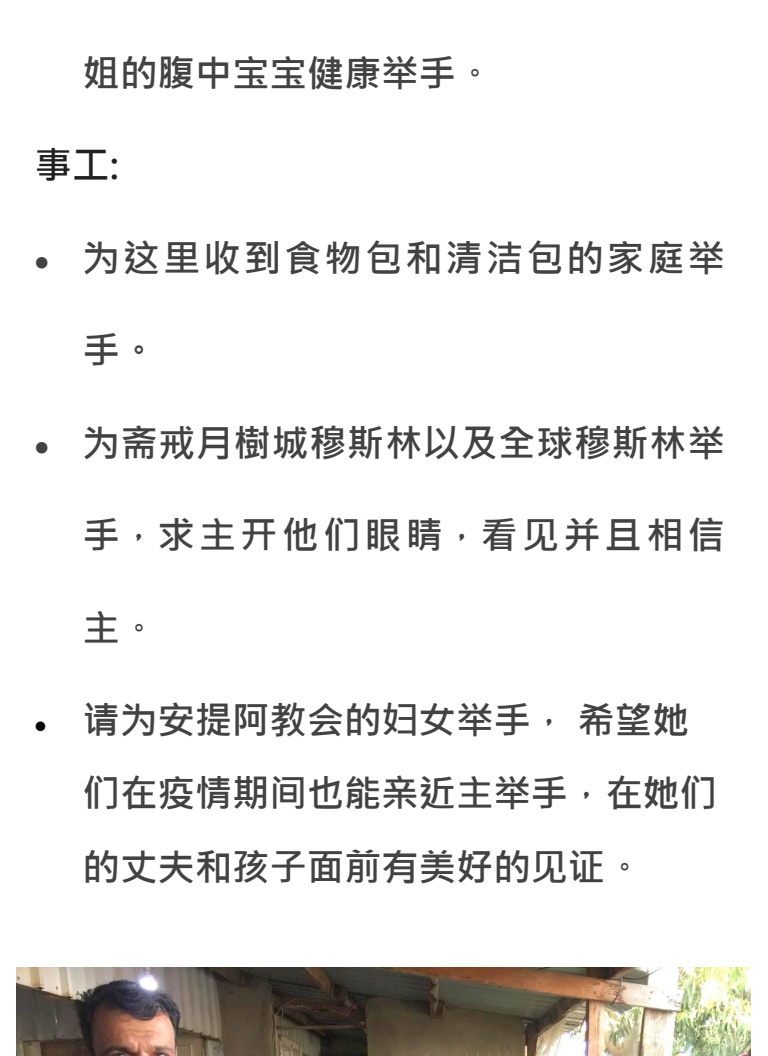 姐的腹中宝宝健康举手。
事工:
• 为这里收到食物包和清洁包的家庭举
手。
• 为斋戒月樹城穆斯林以及全球穆斯林举
手，求主开他们眼睛，看见并且相信
主。
• 请为安提阿教会的妇女举手， 希望她
们在疫情期间也能亲近主举手，在她们
的丈夫和孩子面前有美好的见证。